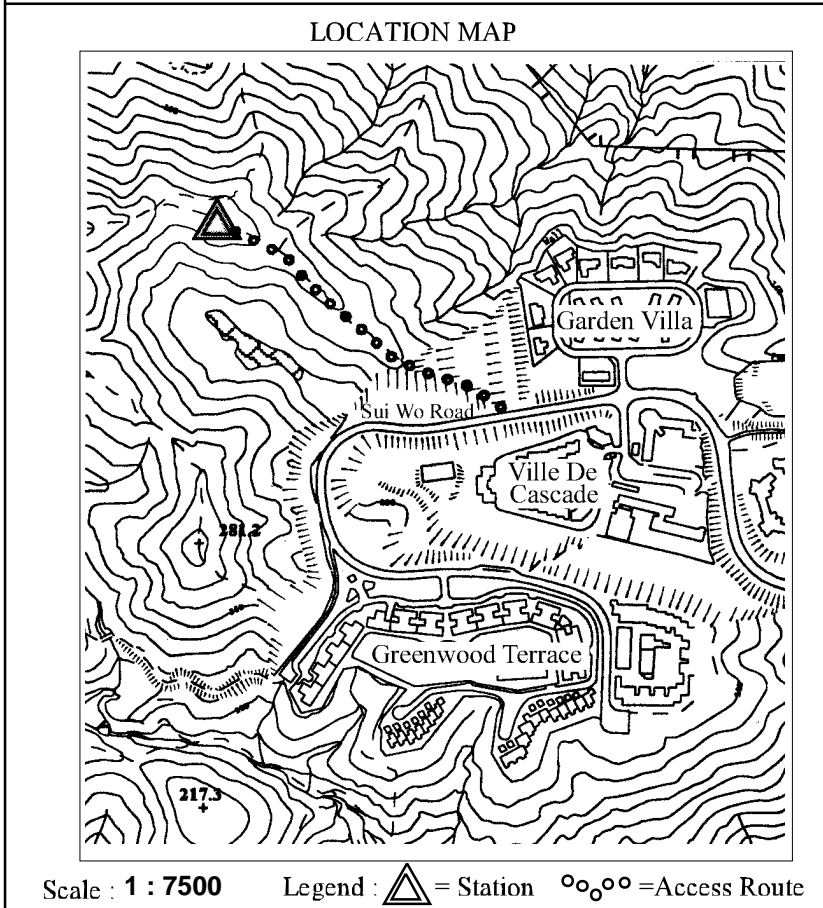 LOCATION MAP
Wall
Garden Villa
Sui Wo Road
Ville De
Cascade
281.2
Greenwood Terrace
217.3
Scale : 1 : 7500 Legend : = Station = Access Route